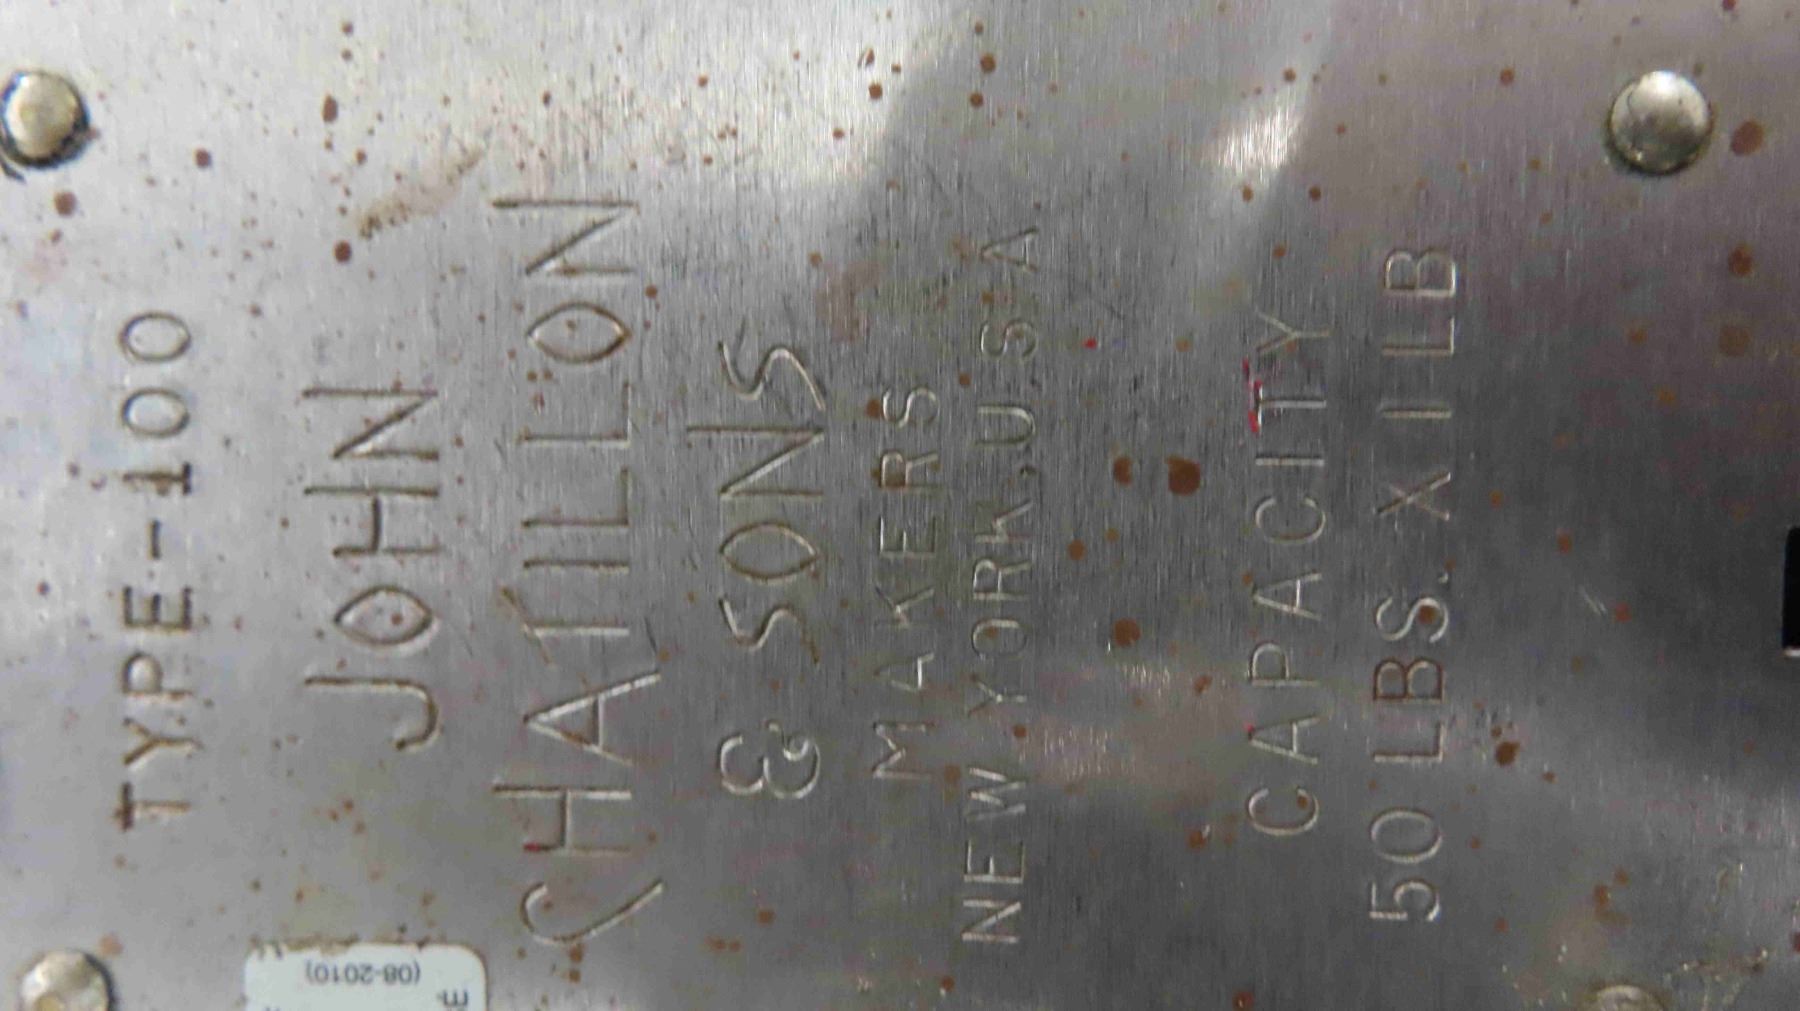 TYPE-100
JOHN
CHATILLON
& SONS
MAKERS
NEW YORK, U.S.A
CAPACITY
50 LBS. X 1 LB
(08-2010)